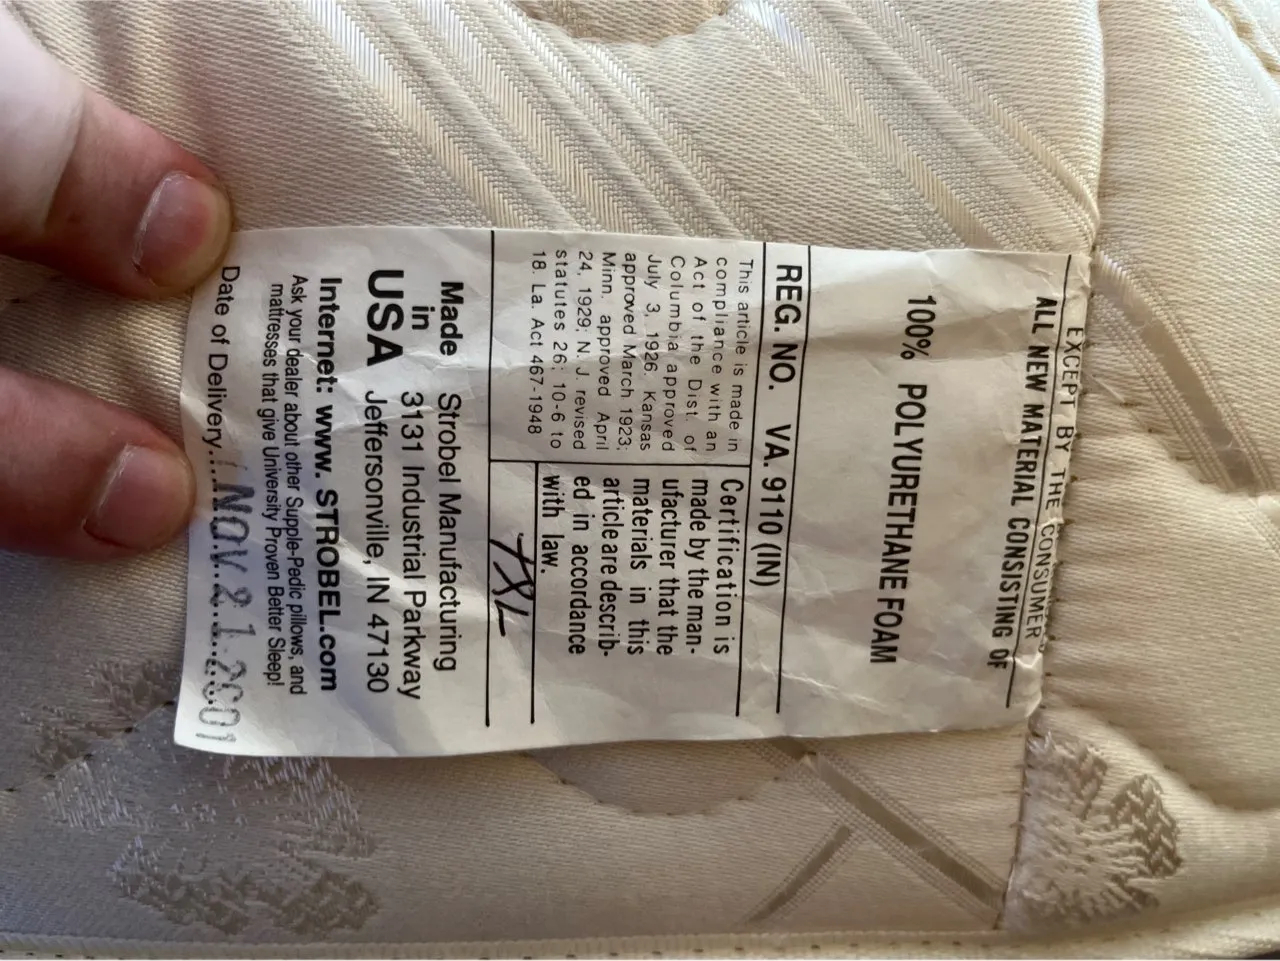 EXCEPT BY THE CONSUMER
ALL NEW MATERIAL CONSISTING OF
100% POLYURETHANE FOAM
REG. NO. VA. 9110 (IN)
This article is made in
compliance with an
Act of the Dist. of
Columbia approved
July 3, 1926. Kansas
approved March 1923;
Minn. approved April
24, 1929; N. J. revised
statutes 26; 10-6 to
18. La. Act 467-1948
Certification is
made by the man-
ufacturer that the
materials in this
article are describ-
ed in accordance
with law.
TXL
Made Strobel Manufacturing
in 3131 Industrial Parkway
USA Jeffersonville, IN 47130
Internet: www. STROBEL.com
Ask your dealer about other Supple-Pedic pillows, and
mattresses that give University Proven Better Sleep!
Date of Delivery.... NOV. 2 1. 2001